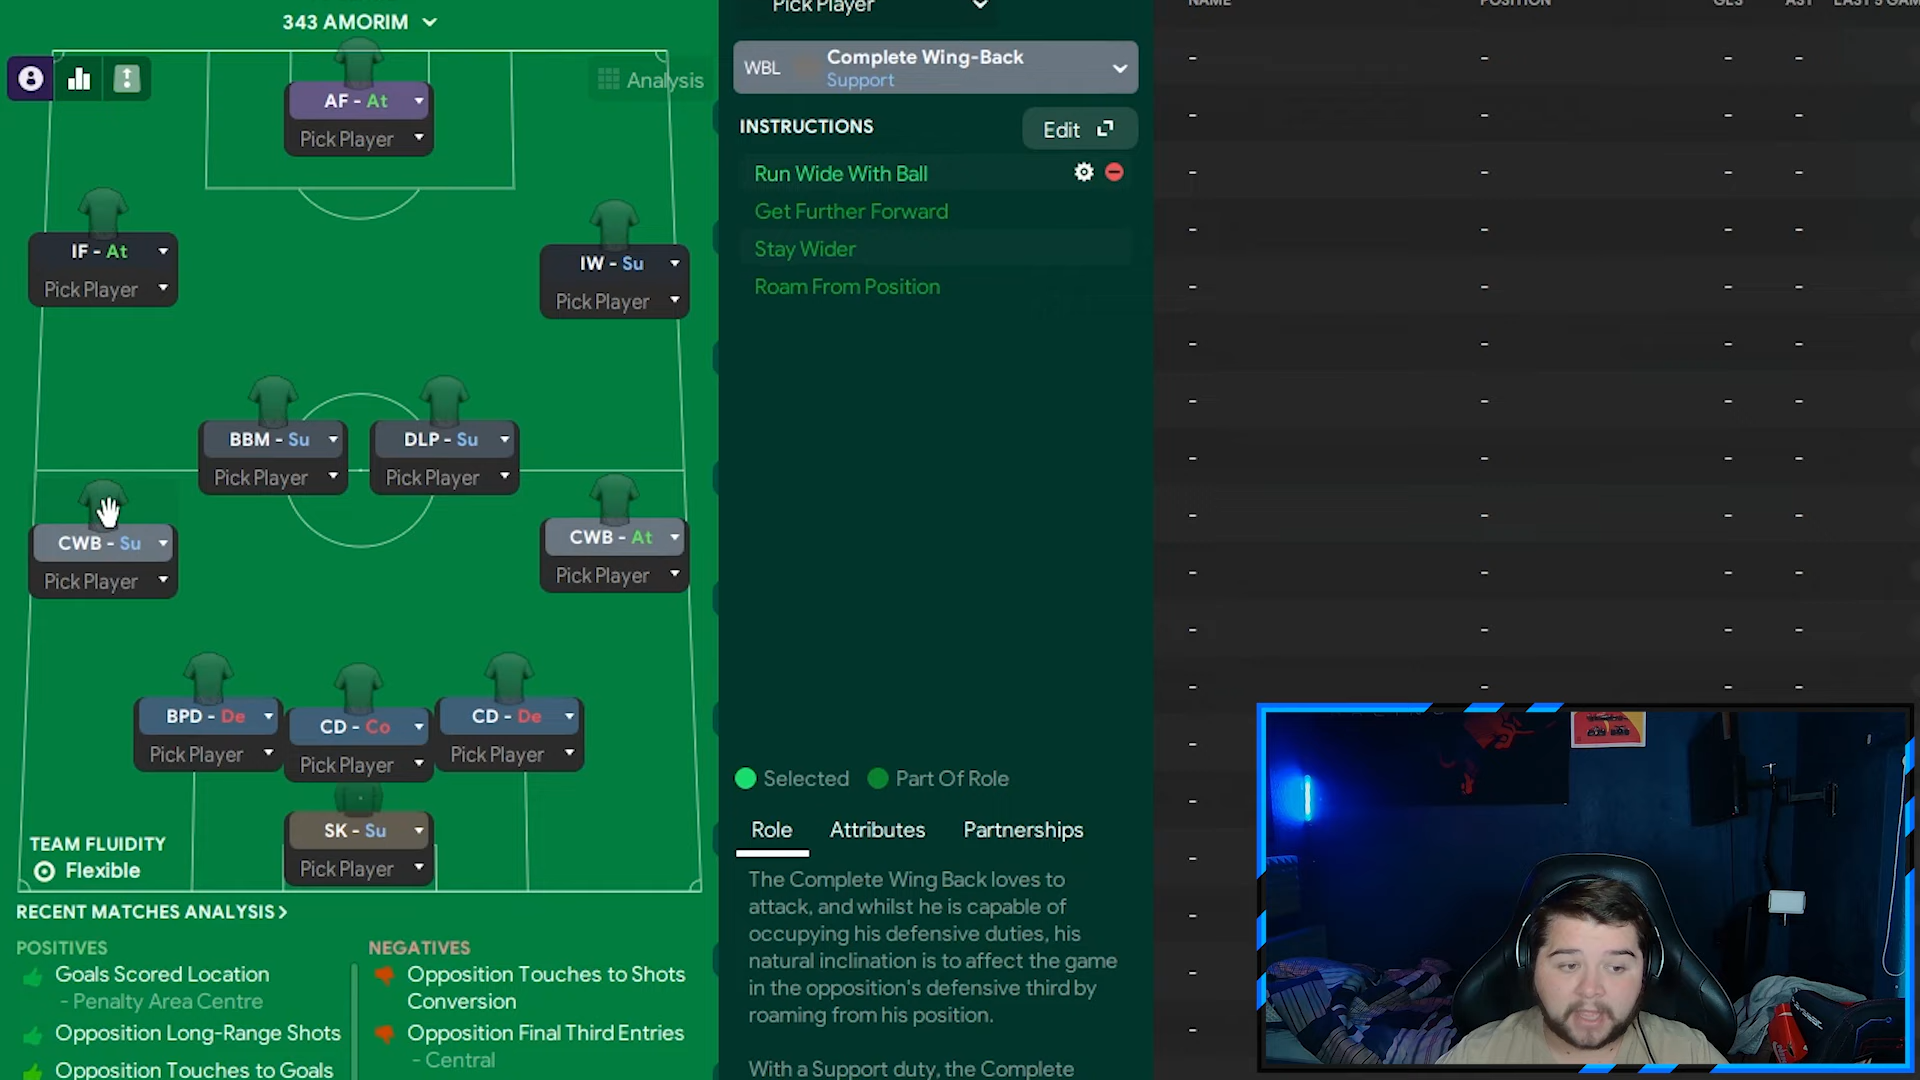 343 AMORIM
Analysis
AF - At
Pick Player
IF - At
Pick Player
IW - Su
Pick Player
BBM - Su
Pick Player
DLP - Su
Pick Player
CWB - Su
Pick Player
CWB - At
Pick Player
BPD - De
Pick Player
CD - Co
Pick Player
CD - De
Pick Player
SK - Su
Pick Player
TEAM FLUIDITY
Flexible
RECENT MATCHES ANALYSIS
POSITIVES
Goals Scored Location
- Penalty Area Centre
Opposition Long-Range Shots
Opposition Touches to Goals
NEGATIVES
Opposition Touches to Shots
Conversion
Opposition Final Third Entries
- Central
Pick Player
WBL
Complete Wing-Back
Support
INSTRUCTIONS
Edit
Run Wide With Ball
Get Further Forward
Stay Wider
Roam From Position
Selected
Part Of Role
Role Attributes Partnerships
The Complete Wing Back loves to
attack, and whilst he is capable of
occupying his defensive duties, his
natural inclination is to affect the game
in the opposition's defensive third by
roaming from his position.
With a Support duty, the Complete
NAME POSITION GLS AST LAST 5 GAM